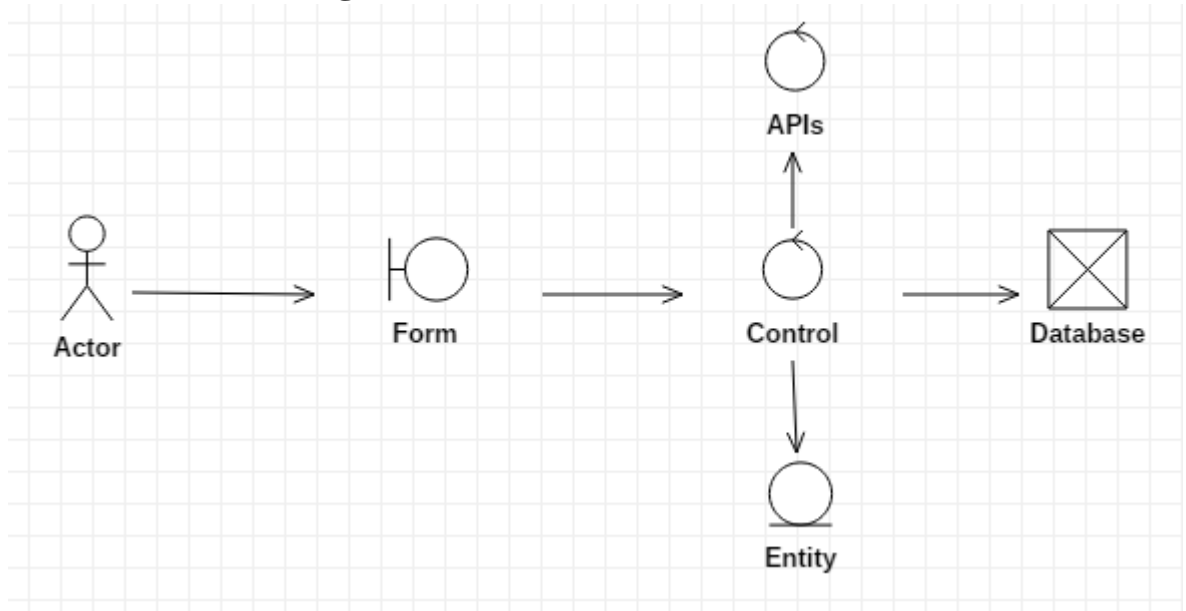 APIs
Actor
Form
Control
Database
Entity